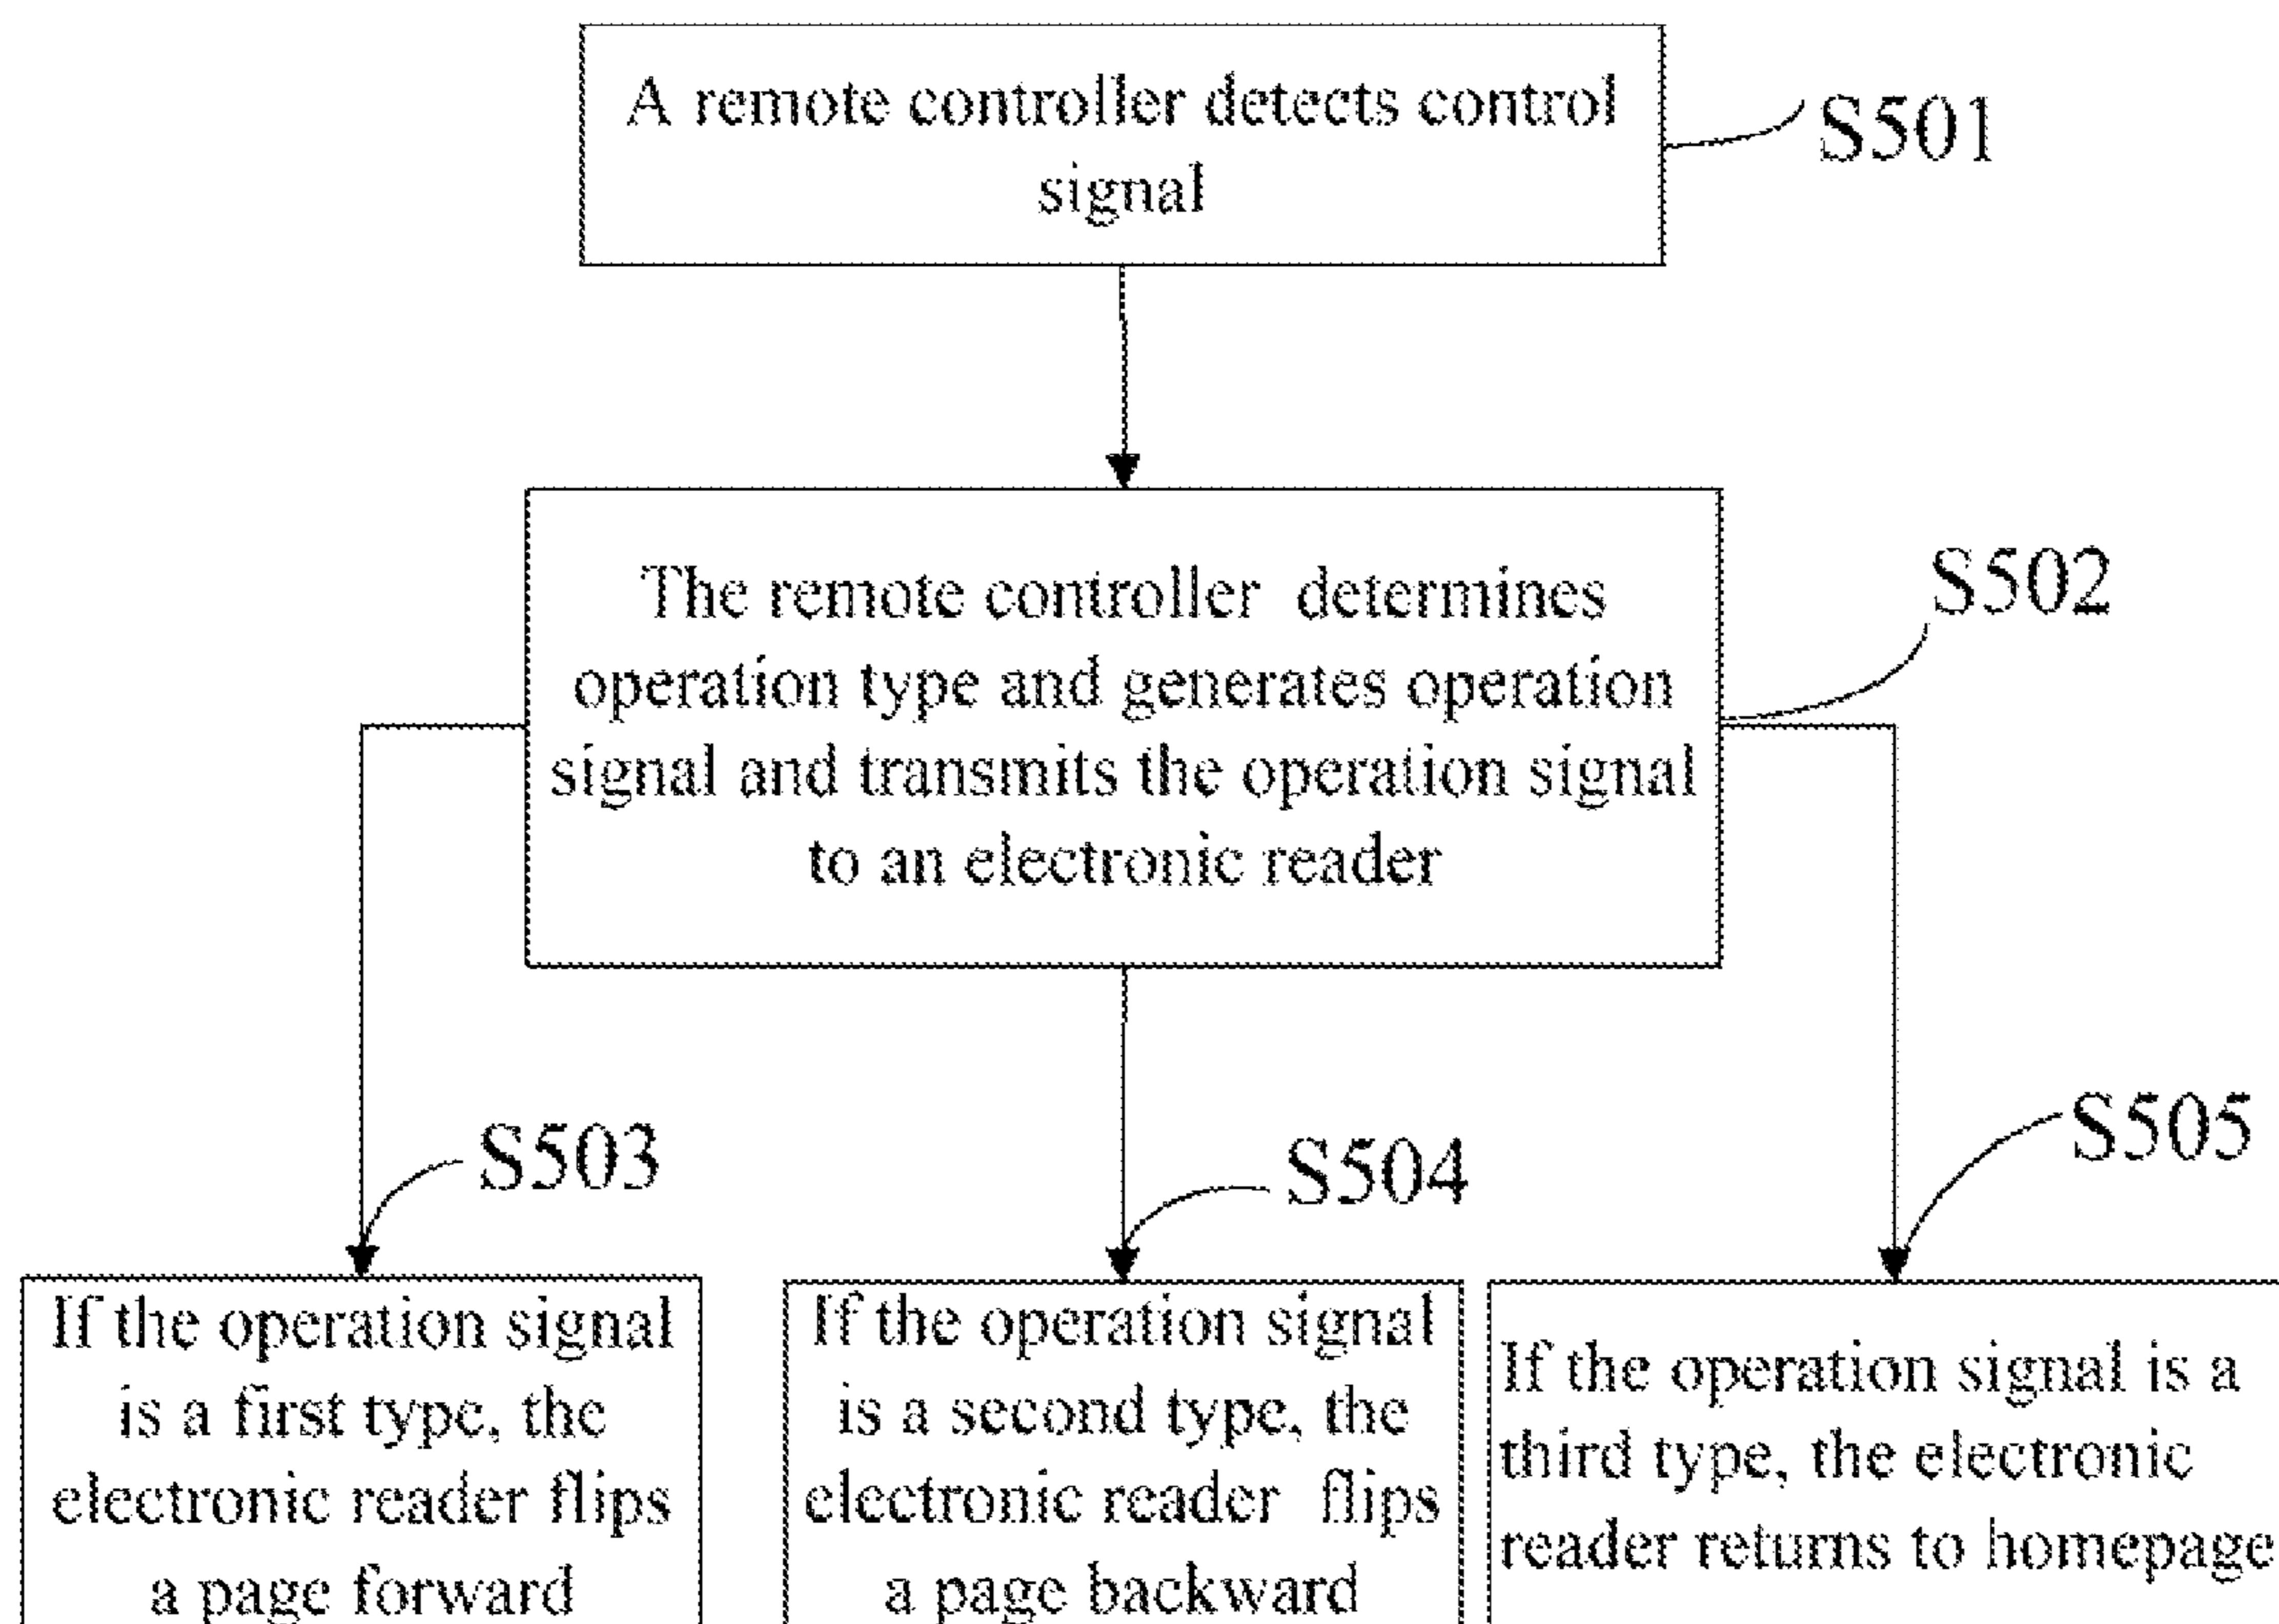 A remote controller detects control
signal
S501
The remote controller determines
operation type and generates operation
signal and transmits the operation signal
to an electronic reader
S502
S503
If the operation signal
is a first type, the
electronic reader flips
a page forward
S504
If the operation signal
is a second type, the
electronic reader flips
a page backward
S505
If the operation signal is a
third type, the electronic
reader returns to homepage